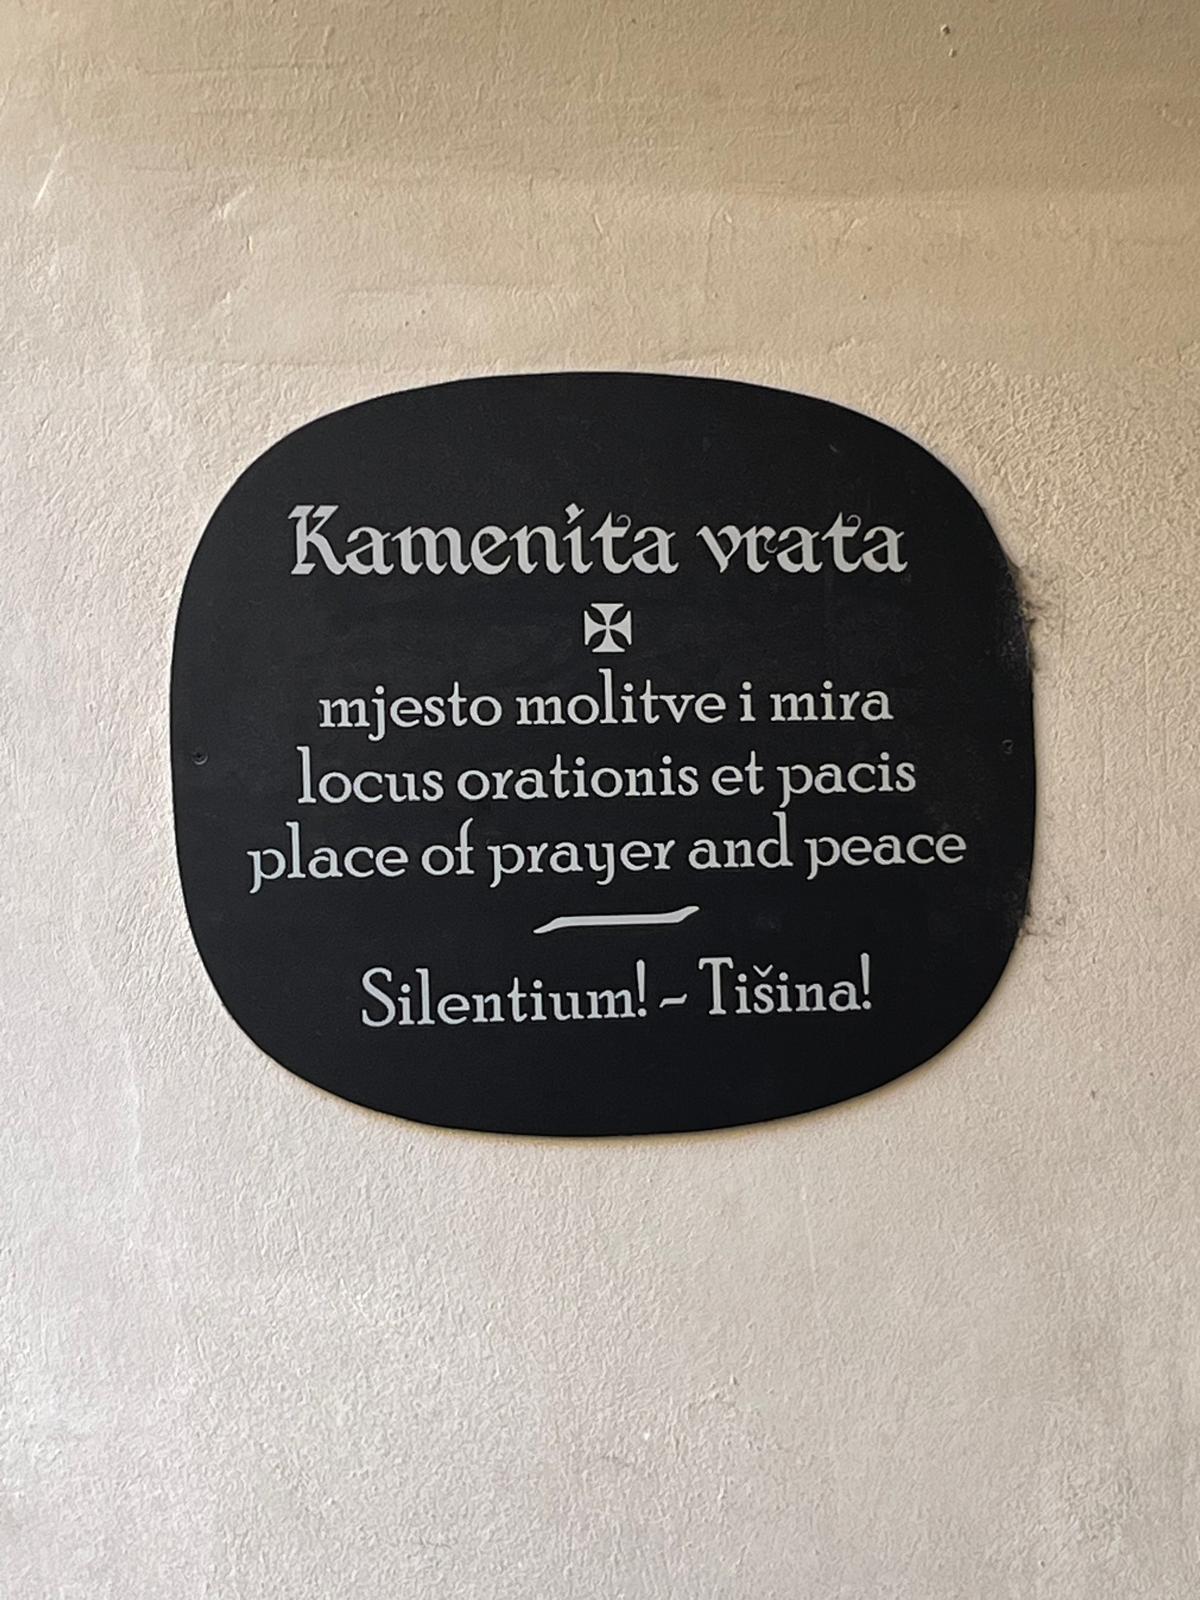 Kamenita vrata
mjesto molitve i mira
locus orationis et pacis
place of prayer and peace
Silentium! - Tišina!